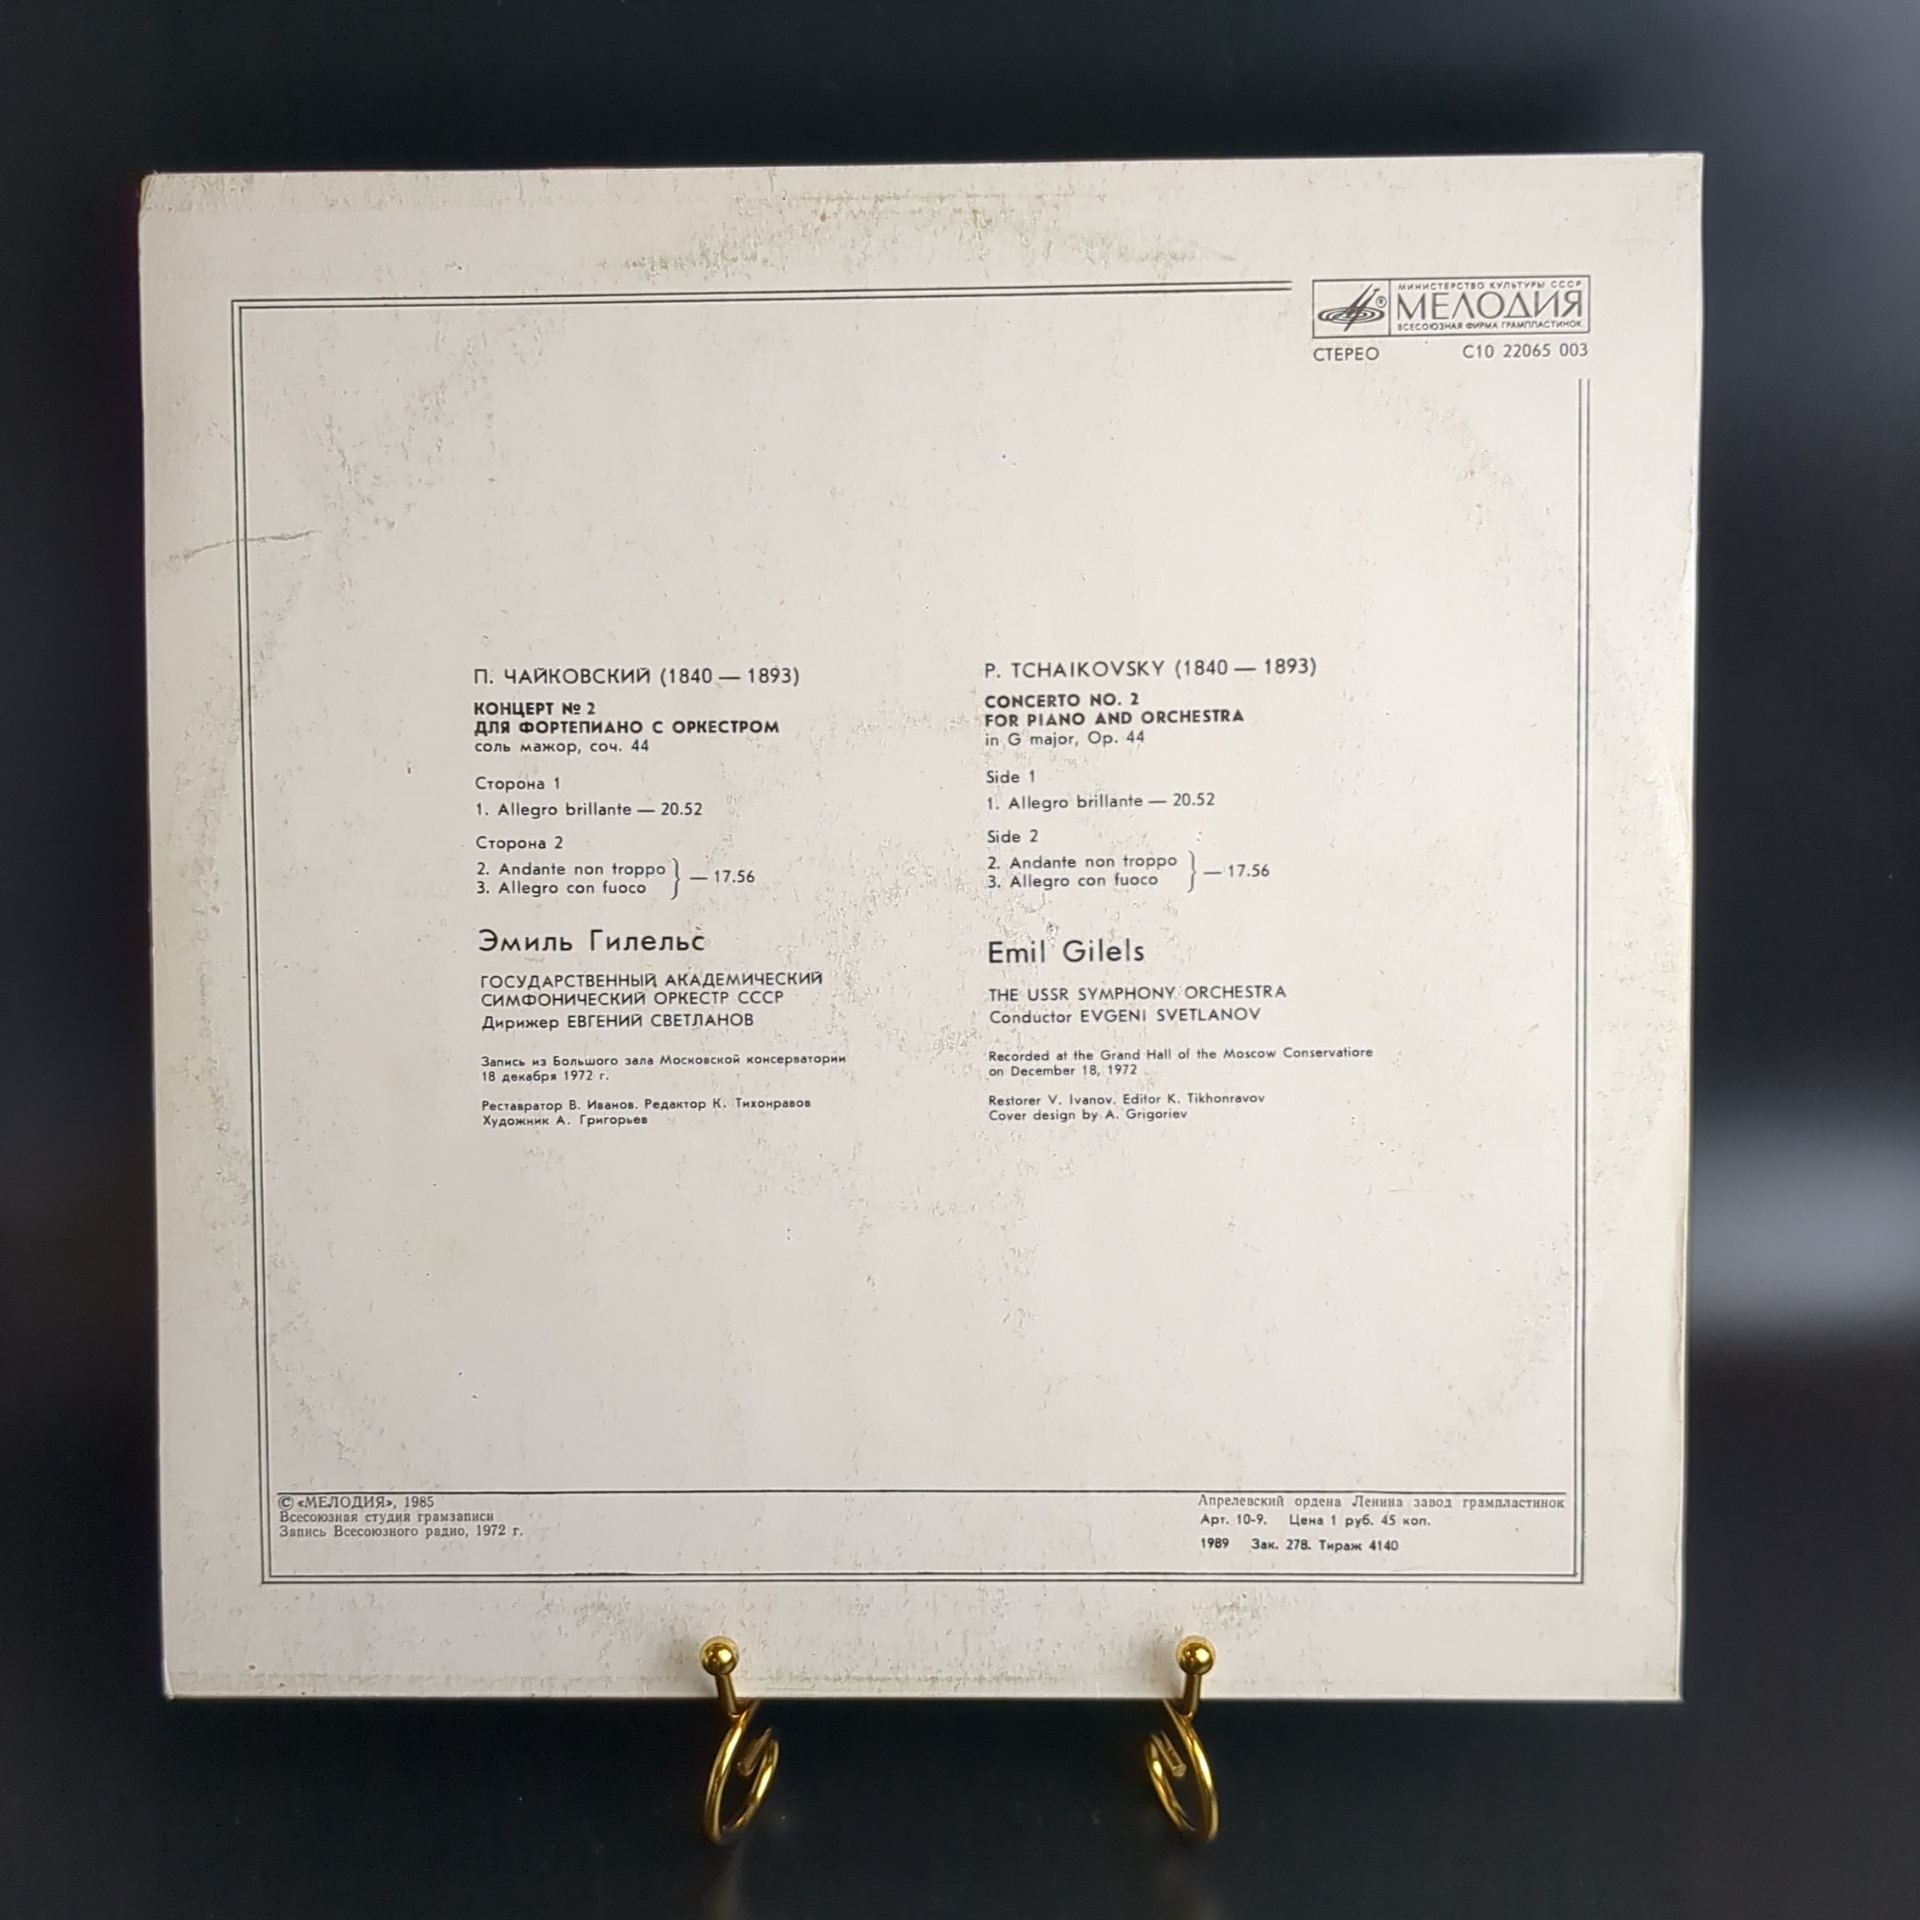 МИНИСТЕРСТВО КУЛЬТУРЫ СССР
МЕЛОДИЯ
ВСЕСОЮЗНАЯ ФИРМА ГРАМПЛАСТИНОК
СТЕРЕО С10 22065 003
П. ЧАЙКОВСКИЙ (1840 — 1893)
КОНЦЕРТ № 2
ДЛЯ ФОРТЕПИАНО С ОРКЕСТРОМ
соль мажор, соч. 44
Сторона 1
1. Allegro brillante — 20.52
Сторона 2
2. Andante non troppo
3. Allegro con fuoco
} — 17.56
Эмиль Гилельс
ГОСУДАРСТВЕННЫЙ АКАДЕМИЧЕСКИЙ
СИМФОНИЧЕСКИЙ ОРКЕСТР СССР
Дирижер ЕВГЕНИЙ СВЕТЛАНОВ
Запись из Большого зала Московской консерватории
18 декабря 1972 г.
Реставратор В. Иванов. Редактор К. Тихонравов
Художник А. Григорьев
P. TCHAIKOVSKY (1840 — 1893)
CONCERTO NO. 2
FOR PIANO AND ORCHESTRA
in G major, Op. 44
Side 1
1. Allegro brillante — 20.52
Side 2
2. Andante non troppo
3. Allegro con fuoco
} — 17.56
Emil Gilels
THE USSR SYMPHONY ORCHESTRA
Conductor EVGENI SVETLANOV
Recorded at the Grand Hall of the Moscow Conservatiore
on December 18, 1972
Restorer V. Ivanov. Editor K. Tikhonravov
Cover design by A. Grigoriev
© «МЕЛОДИЯ», 1985
Всесоюзная студия грамзаписи
Запись Всесоюзного радио, 1972 г.
Апрелевский ордена Ленина завод грампластинок
Арт. 10-9. Цена 1 руб. 45 коп.
1989 Зак. 278. Тираж 4140